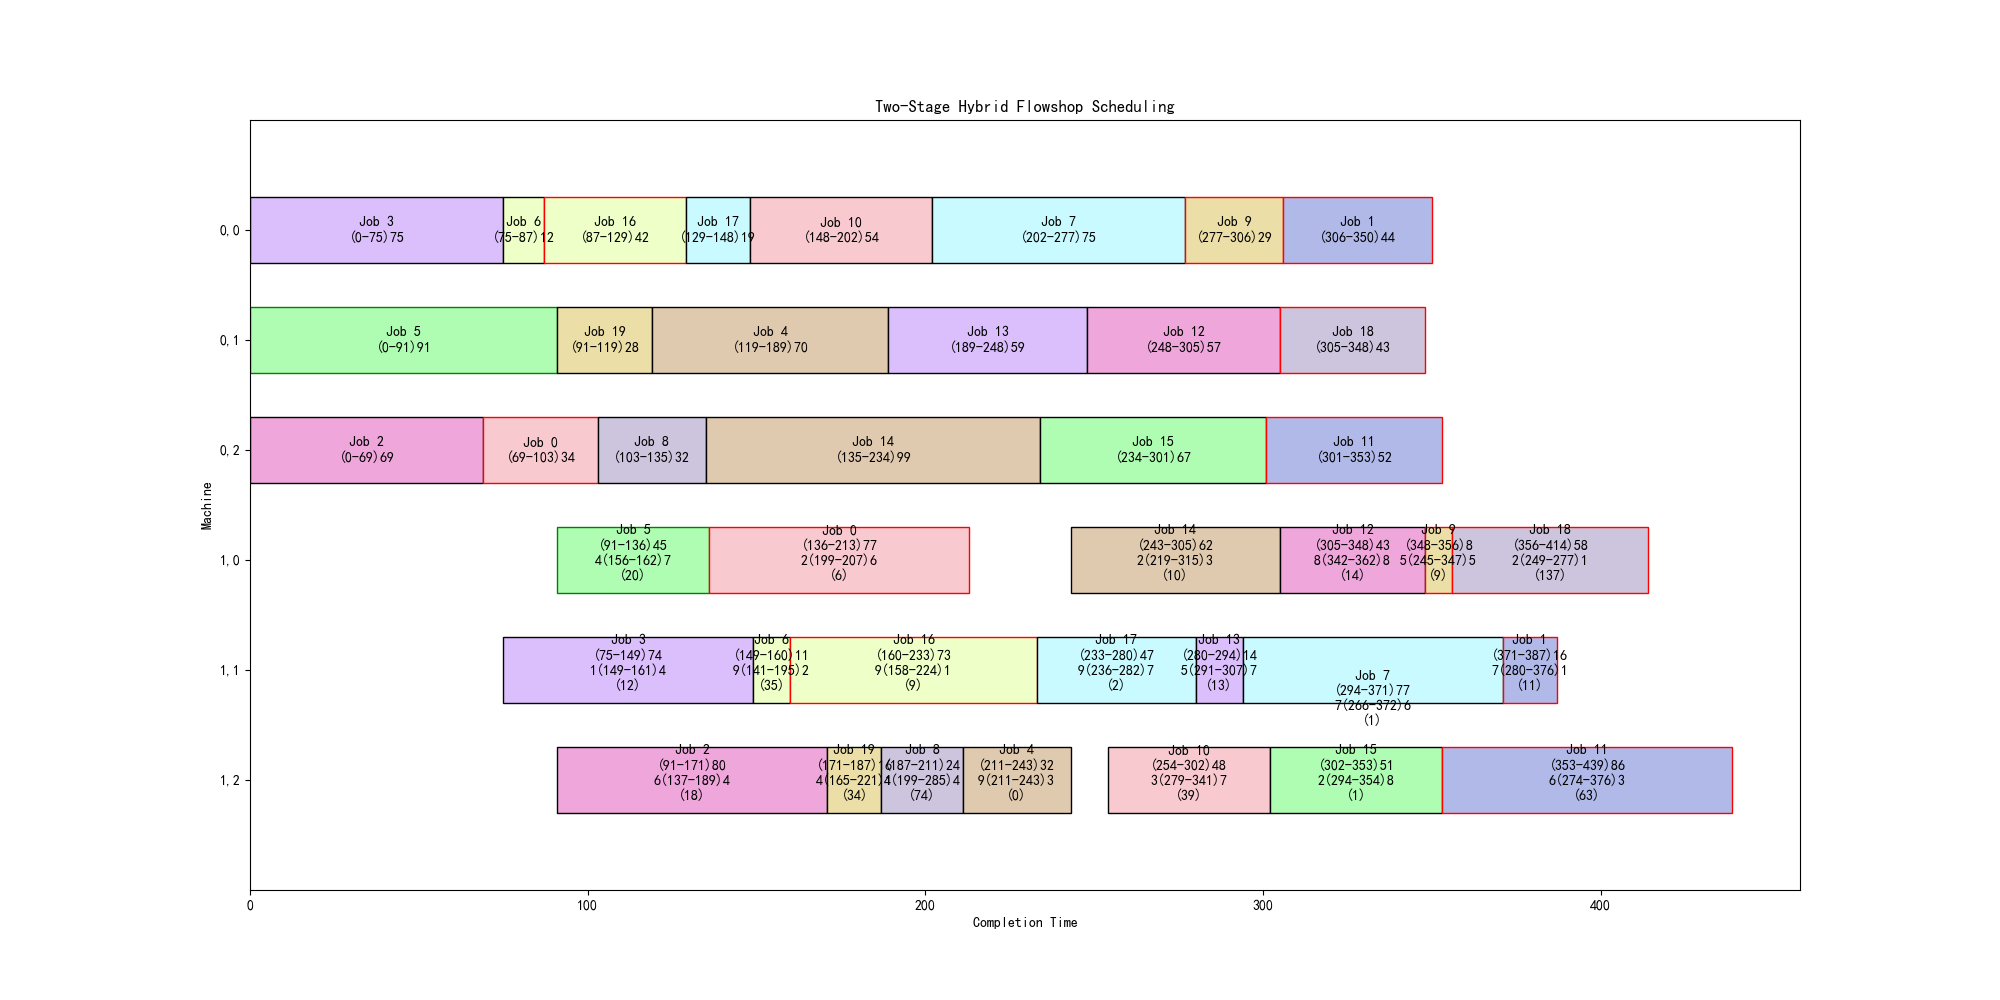 Two-Stage Hybrid Flowshop Scheduling
Machine
0,0
Job 3
(0-75)75
Job 6
(75-87)12
Job 16
(87-129)42
Job 17
(129-148)19
Job 10
(148-202)54
Job 7
(202-277)75
Job 9
(277-306)29
Job 1
(306-350)44
0,1
Job 5
(0-91)91
Job 19
(91-119)28
Job 4
(119-189)70
Job 13
(189-248)59
Job 12
(248-305)57
Job 18
(305-348)43
0,2
Job 2
(0-69)69
Job 0
(69-103)34
Job 8
(103-135)32
Job 14
(135-234)99
Job 15
(234-301)67
Job 11
(301-353)52
1,0
Job 5
(91-136)45
4(156-162)7
(20)
Job 0
(136-213)77
2(199-207)6
(6)
Job 14
(243-305)62
2(219-315)3
(10)
Job 12
(305-348)43
8(342-362)8
(14)
Job 9
(348-356)8
5(245-347)5
(9)
Job 18
(356-414)58
2(249-277)1
(137)
1,1
Job 3
(75-149)74
1(149-161)4
(12)
Job 6
(149-160)11
9(141-195)2
(35)
Job 16
(160-233)73
9(158-224)1
(9)
Job 17
(233-280)47
9(236-282)7
(2)
Job 13
(280-294)14
5(291-307)7
(13)
Job 7
(294-371)77
7(266-372)6
(1)
Job 1
(371-387)16
7(280-376)1
(11)
1,2
Job 2
(91-171)80
6(137-189)4
(18)
Job 19
(171-187)16
4(165-221)4
(34)
Job 8
(187-211)24
4(199-285)4
(74)
Job 4
(211-243)32
9(211-243)3
(0)
Job 10
(254-302)48
3(279-341)7
(39)
Job 15
(302-353)51
2(294-354)8
(1)
Job 11
(353-439)86
6(274-376)3
(63)
0
100
200
300
400
Completion Time